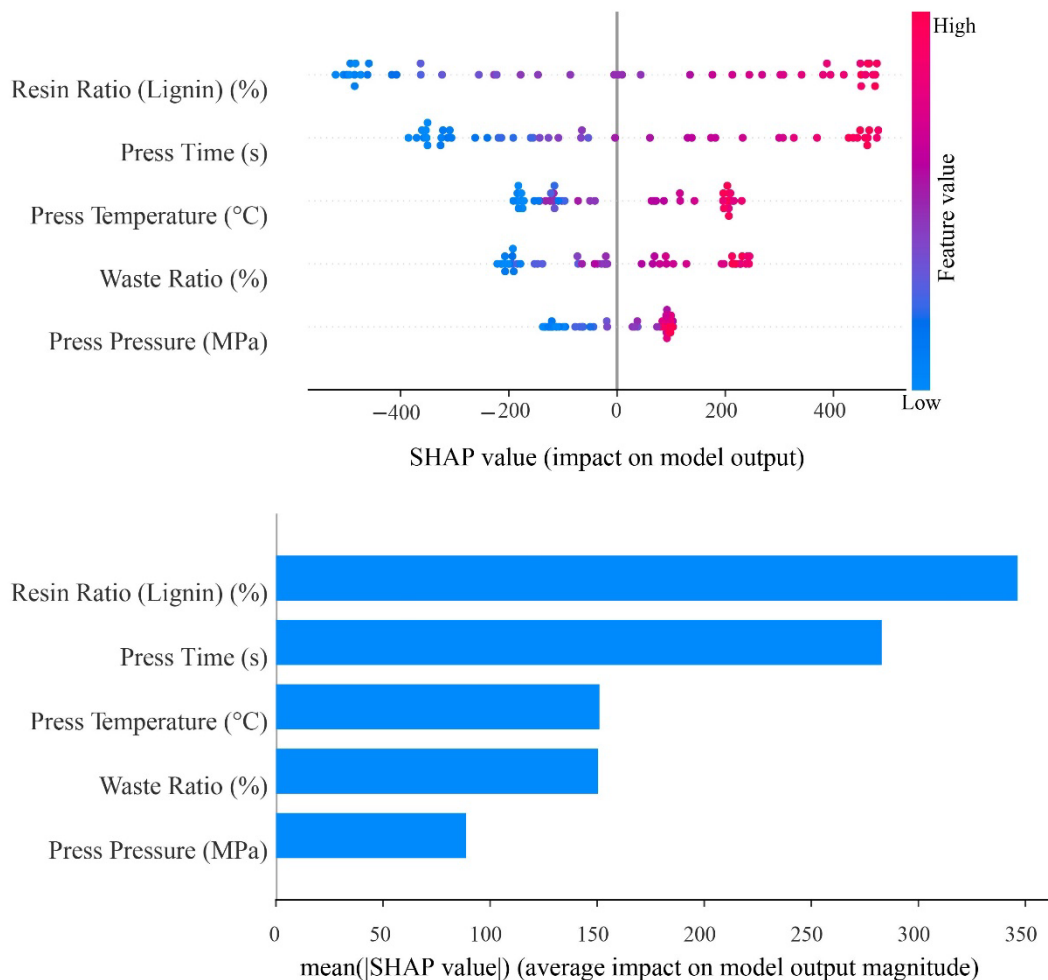 High
Resin Ratio (Lignin) (%)
Press Time (s)
Press Temperature (°C)
Waste Ratio (%)
Press Pressure (MPa)
Feature value
Low
−400 −200 0 200 400
SHAP value (impact on model output)
Resin Ratio (Lignin) (%)
Press Time (s)
Press Temperature (°C)
Waste Ratio (%)
Press Pressure (MPa)
0 50 100 150 200 250 300 350
mean(|SHAP value|) (average impact on model output magnitude)